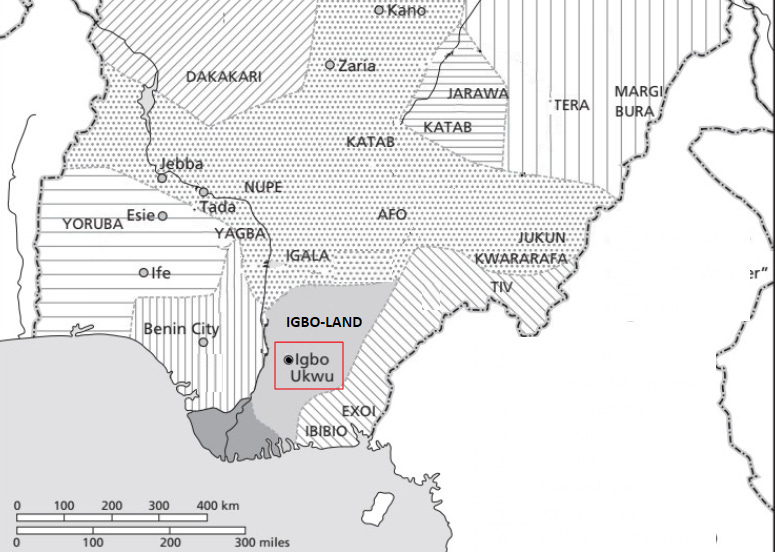 Kano
Zaria
DAKAKARI
JARAWA
TERA
MARGI
BURA
KATAB
KATAB
Jebba
NUPE
Tada
Esie
YORUBA
YAGBA
AFO
JUKUN
KWARARAFA
IGALA
TIV
Ife
er"
IGBO-LAND
Benin City
Igbo
Ukwu
EXOI
IBIBIO
0 100 200 300 400 km
0 100 200 300 miles